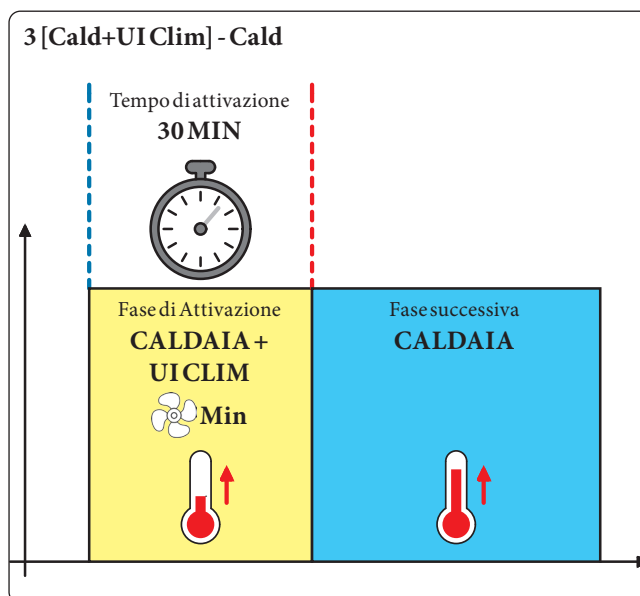 3 [Cald+UI Clim] - Cald
Tempo di attivazione
30 MIN
Fase di Attivazione
CALDAIA +
UI CLIM
Min
Fase successiva
CALDAIA